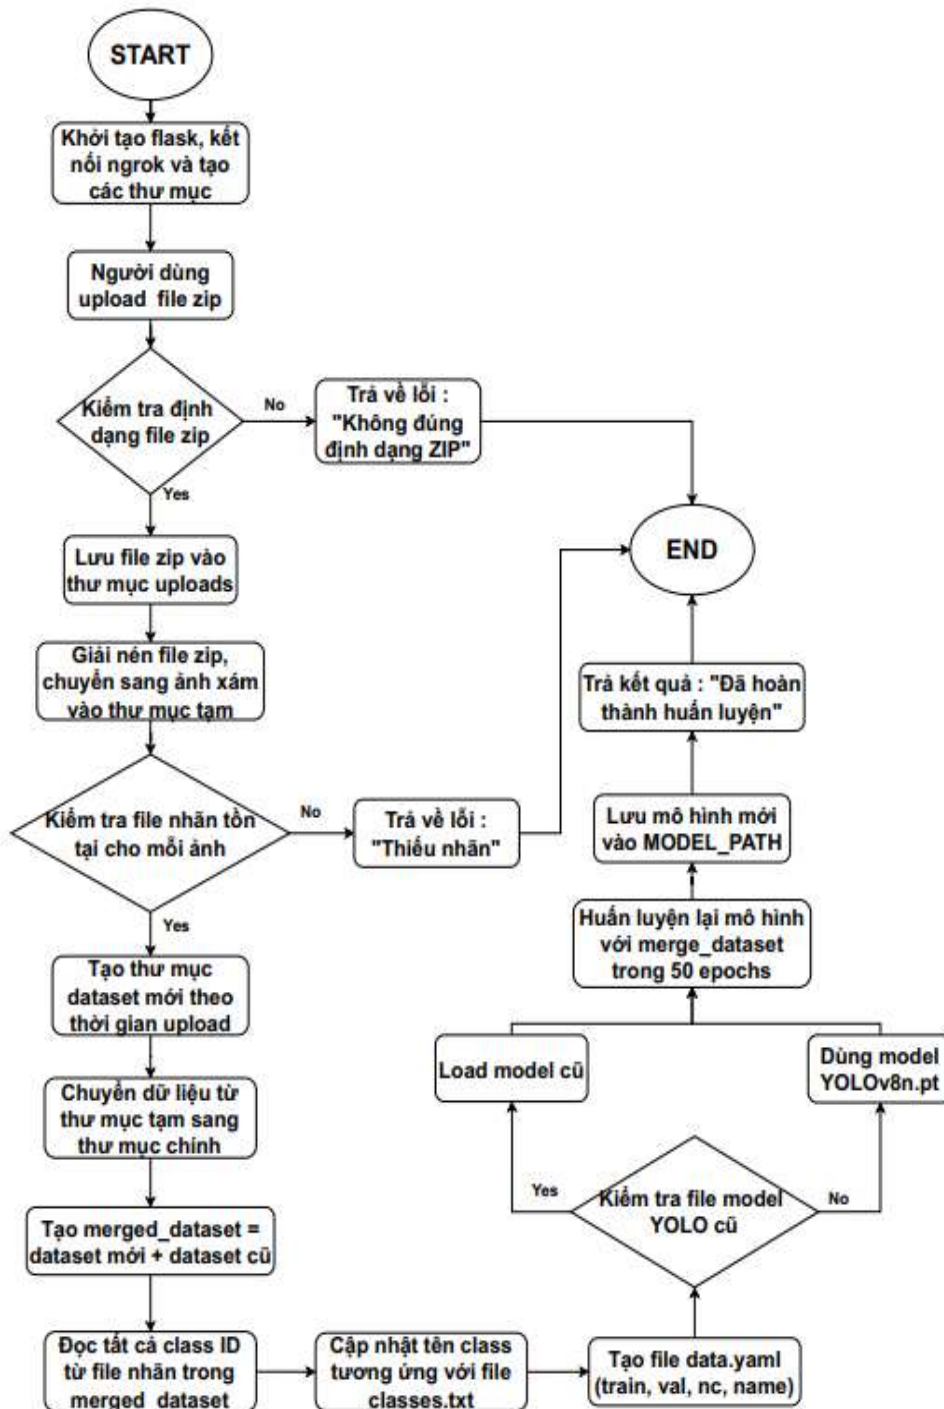 START
Khởi tạo flask, kết
nối ngrok và tạo
các thư mục
Người dùng
upload file zip
Kiểm tra định
dạng file zip
No
Trả về lỗi :
"Không đúng
định dạng ZIP"
Yes
END
Lưu file zip vào
thư mục uploads
Giải nén file zip,
chuyển sang ảnh xám
vào thư mục tạm
Kiểm tra file nhãn tồn
tại cho mỗi ảnh
No
Trả về lỗi :
"Thiếu nhãn"
Yes
Tạo thư mục
dataset mới theo
thời gian upload
Chuyển dữ liệu từ
thư mục tạm sang
thư mục chính
Tạo merged_dataset =
dataset mới + dataset cũ
Đọc tất cả class ID
từ file nhãn trong
merged_dataset
Cập nhật tên class
tương ứng với file
classes.txt
Tạo file data.yaml
(train, val, nc, name)
Kiểm tra file model
YOLO cũ
Yes
No
Load model cũ
Dùng model
YOLOv8n.pt
Huấn luyện lại mô hình
với merge_dataset
trong 50 epochs
Lưu mô hình mới
vào MODEL_PATH
Trả kết quả : "Đã hoàn
thành huấn luyện"